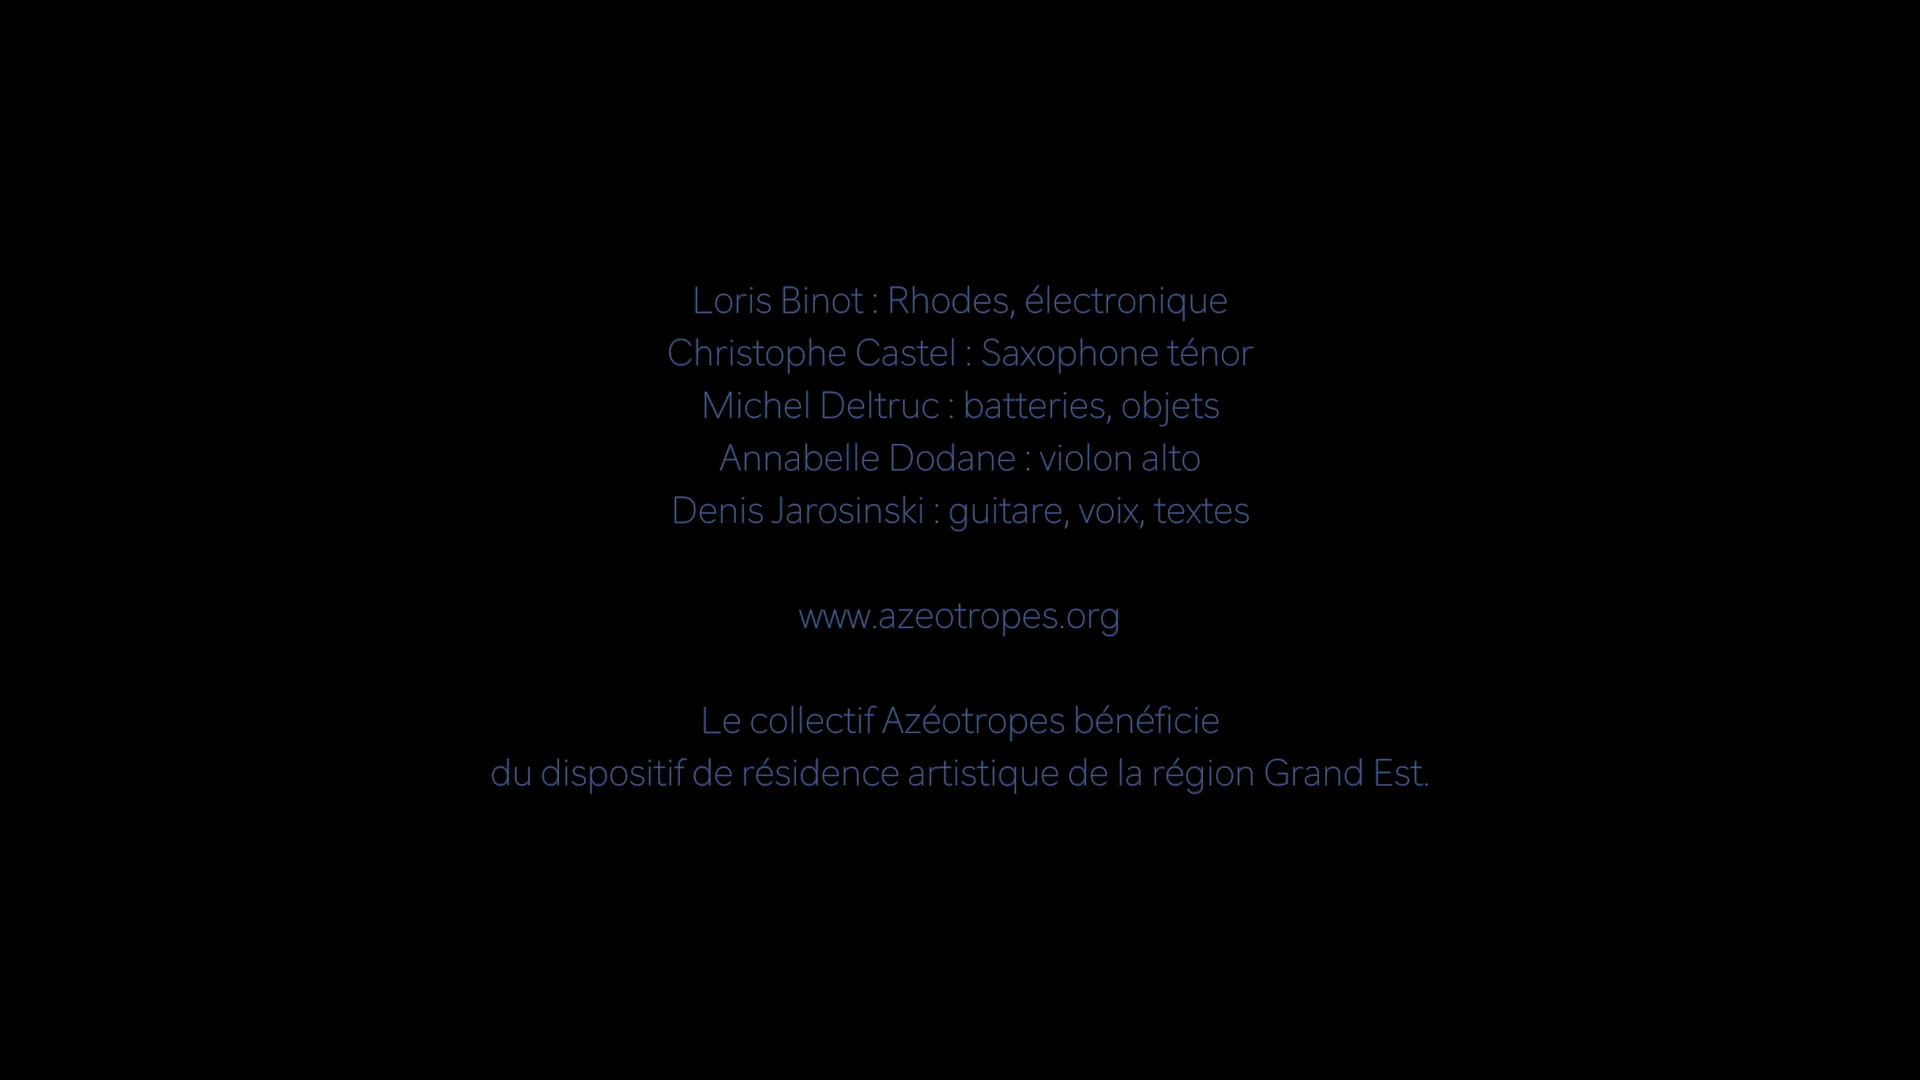 Loris Binot : Rhodes, électronique
Christophe Castel : Saxophone ténor
Michel Deltruc : batteries, objets
Annabelle Dodane : violon alto
Denis Jarosinski : guitare, voix, textes
www.azeotropes.org
Le collectif Azéotropes bénéficie
du dispositif de résidence artistique de la région Grand Est.